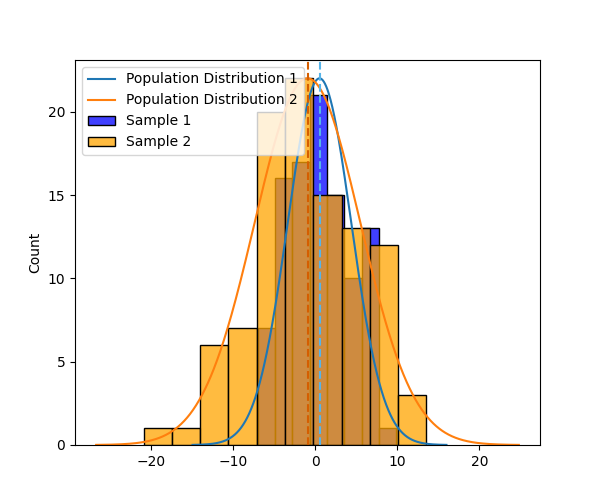 Population Distribution 1
Population Distribution 2
Sample 1
Sample 2
Count
20
15
10
5
0
−20
−10
0
10
20